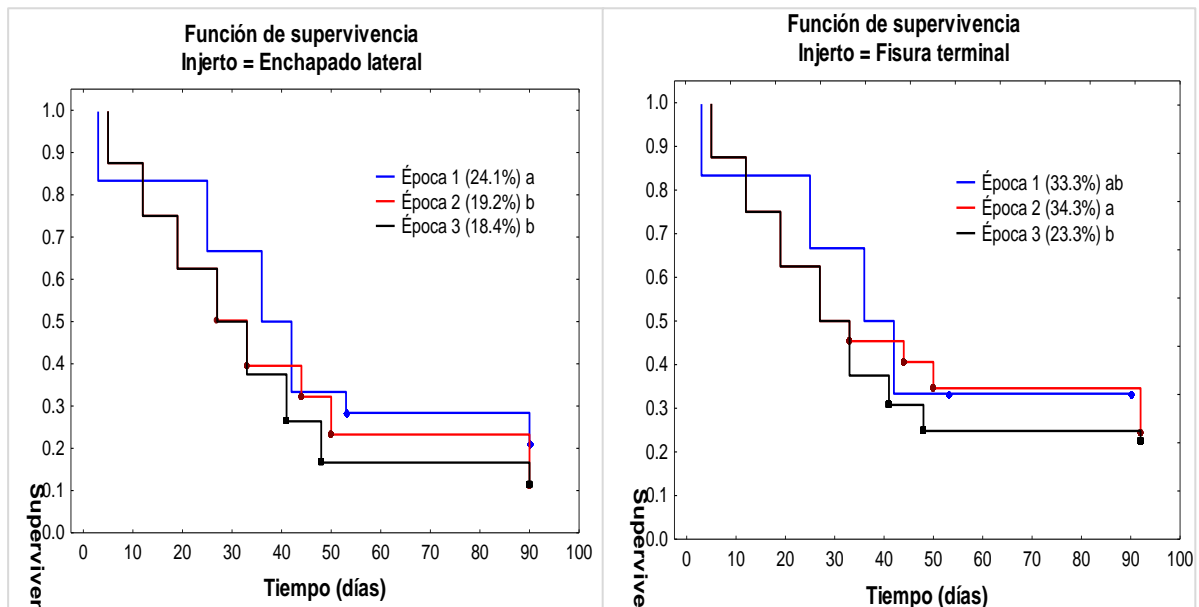 Función de supervivencia
Injerto = Enchapado lateral
1.0
0.9
0.8
0.7
0.6
0.5
0.4
0.3
0.2
0.1
0.0
Época 1 (24.1%) a
Época 2 (19.2%) b
Época 3 (18.4%) b
0 10 20 30 40 50 60 70 80 90 100
Tiempo (días)
Superviver
Función de supervivencia
Injerto = Fisura terminal
1.0
0.9
0.8
0.7
0.6
0.5
0.4
0.3
0.2
0.1
0.0
Época 1 (33.3%) ab
Época 2 (34.3%) a
Época 3 (23.3%) b
0 10 20 30 40 50 60 70 80 90 100
Tiempo (días)
Supervive